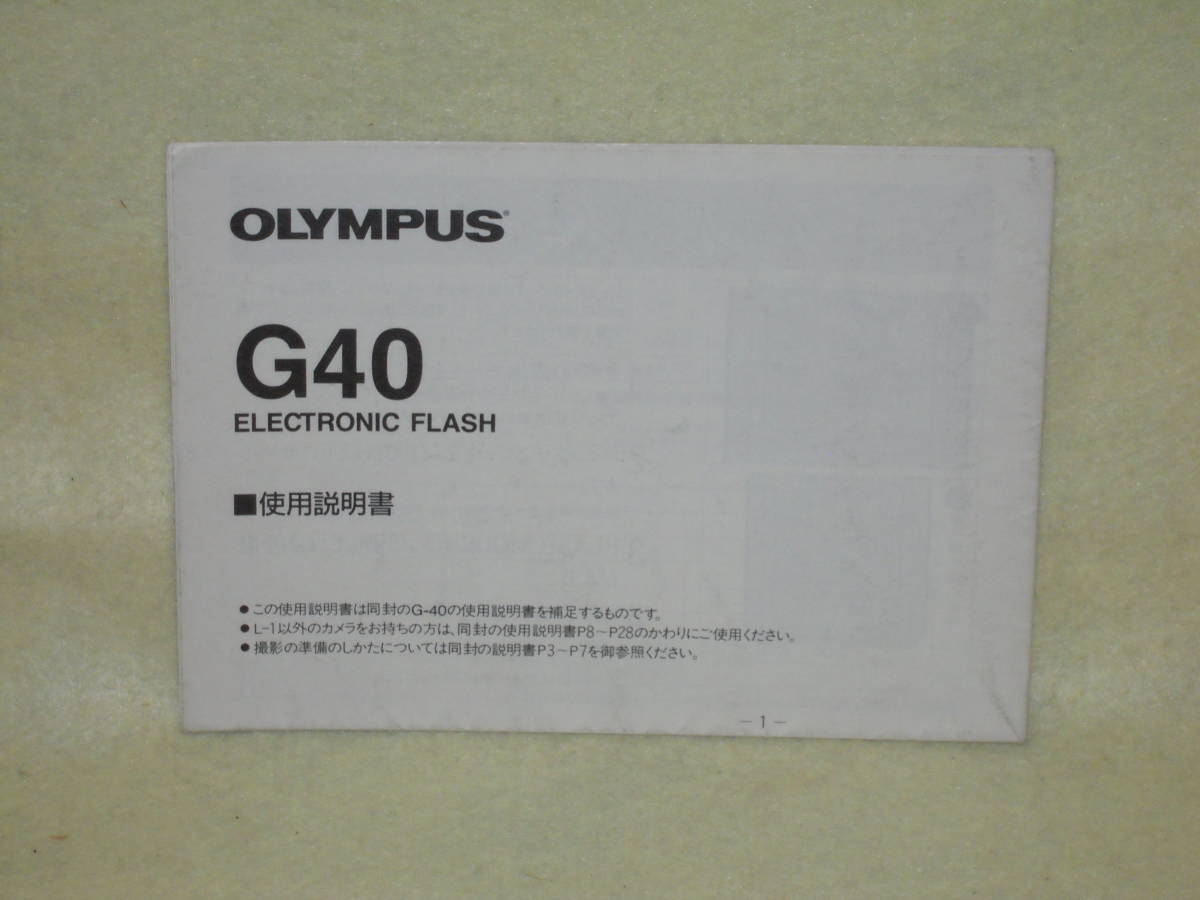 OLYMPUS®
G40
ELECTRONIC FLASH
■使用説明書
●この使用説明書は同封のG-40の使用説明書を補足するものです。
●L-1以外のカメラをお持ちの方は、同封の使用説明書P8〜P28のかわりにご使用ください。
●撮影の準備のしかたについては同封の説明書P3〜P7を御参照ください。
－1－